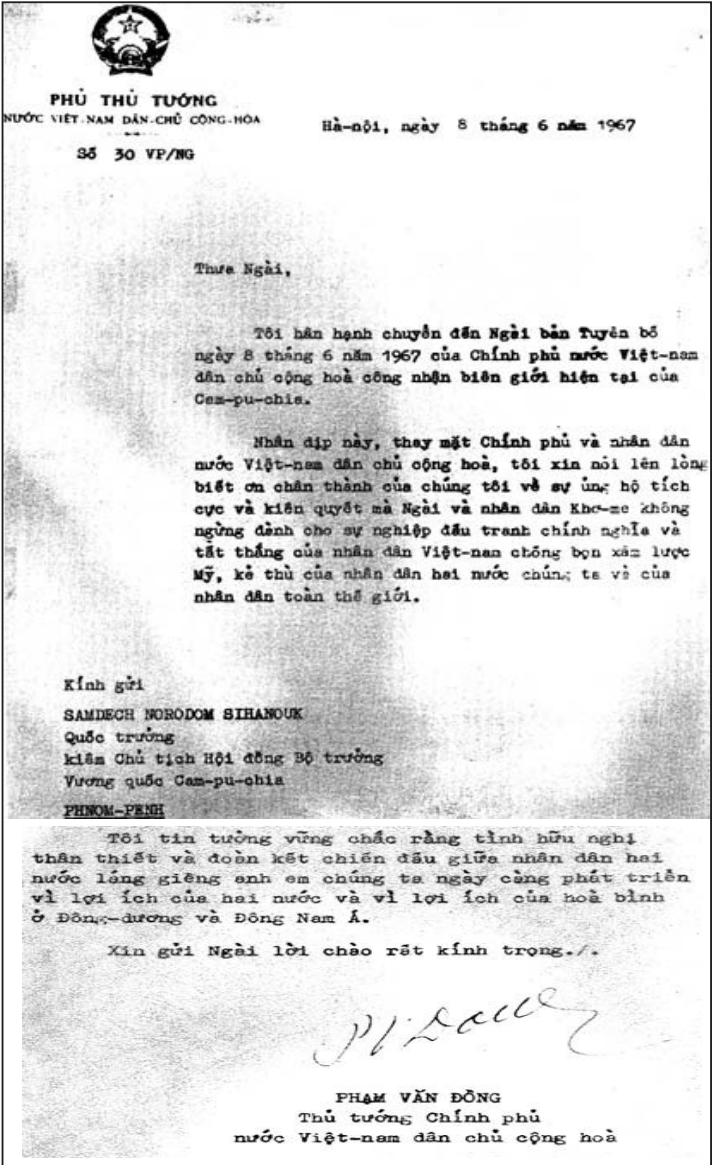 PHỦ THỦ TƯỚNG
NƯỚC VIỆT-NAM DÂN-CHỦ CỘNG-HÒA
Số 30 VP/NG
Hà-nội, ngày 8 tháng 6 năm 1967
Thưa Ngài,
Tôi hân hạnh chuyển đến Ngài bản Tuyên bố
ngày 8 tháng 6 năm 1967 của Chính phủ nước Việt-nam
dân chủ cộng hoà công nhận biên giới hiện tại của
Cam-pu-chia.
Nhân dịp này, thay mặt Chính phủ và nhân dân
nước Việt-nam dân chủ cộng hoà, tôi xin nói lên lòng
biết ơn chân thành của chúng tôi về sự ủng hộ tích
cực và kiên quyết mà Ngài và nhân dân Khơ-me không
ngừng dành cho sự nghiệp đấu tranh chính nghĩa và
tất thắng của nhân dân Việt-nam chống bọn xâm lược
Mỹ, kẻ thù của nhân dân hai nước chúng ta và của
nhân dân toàn thế giới.
Kính gửi
SAMDECH NORODOM SIHANOUK
Quốc trưởng
kiêm Chủ tịch Hội đồng Bộ trưởng
Vương quốc Cam-pu-chia
PHNOM-PENH
Tôi tin tưởng vững chắc rằng tình hữu nghị
thân thiết và đoàn kết chiến đấu giữa nhân dân hai
nước láng giêng anh em chúng ta ngày càng phát triển
vì lợi ích của hai nước và vì lợi ích của hoà bình
ở Đông-dương và Đông Nam Á.
Xin gửi Ngài lời chào rất kính trọng./.
PHẠM VĂN ĐỒNG
Thủ tướng Chính phủ
nước Việt-nam dân chủ cộng hoà